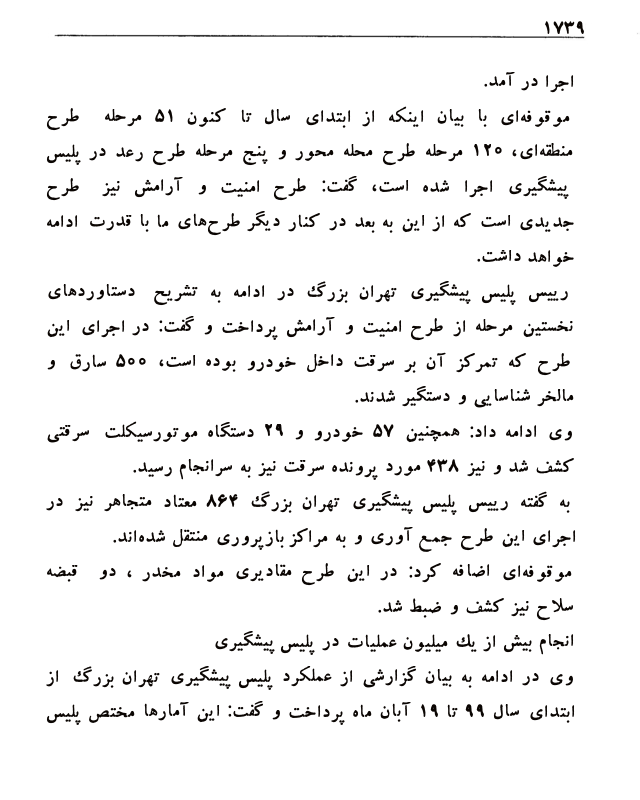 ۱۷۳۹
اجرا در آمد.
موقوفه‌ای با بیان اینکه از ابتدای سال تا کنون ۵۱ مرحله طرح
منطقه‌ای، ۱۲۰ مرحله طرح محله محور و پنج مرحله طرح رعد در پلیس
پیشگیری اجرا شده است، گفت: طرح امنیت و آرامش نیز طرح
جدیدی است که از این به بعد در کنار دیگر طرح‌های ما با قدرت ادامه
خواهد داشت.
رییس پلیس پیشگیری تهران بزرگ در ادامه به تشریح دستاوردهای
نخستین مرحله از طرح امنیت و آرامش پرداخت و گفت: در اجرای این
طرح که تمرکز آن بر سرقت داخل خودرو بوده است، ۵۰۰ سارق و
مالخر شناسایی و دستگیر شدند.
وی ادامه داد: همچنین ۵۷ خودرو و ۲۹ دستگاه موتورسیکلت سرقتی
کشف شد و نیز ۴۳۸ مورد پرونده سرقت نیز به سرانجام رسید.
به گفته رییس پلیس پیشگیری تهران بزرگ ۸۶۴ معتاد متجاهر نیز در
اجرای این طرح جمع آوری و به مراکز بازپروری منتقل شده‌اند.
موقوفه‌ای اضافه کرد: در این طرح مقادیری مواد مخدر ، دو قبضه
سلاح نیز کشف و ضبط شد.
انجام بیش از یك میلیون عملیات در پلیس پیشگیری
وی در ادامه به بیان گزارشی از عملکرد پلیس پیشگیری تهران بزرگ از
ابتدای سال ۹۹ تا ۱۹ آبان ماه پرداخت و گفت: این آمارها مختص پلیس